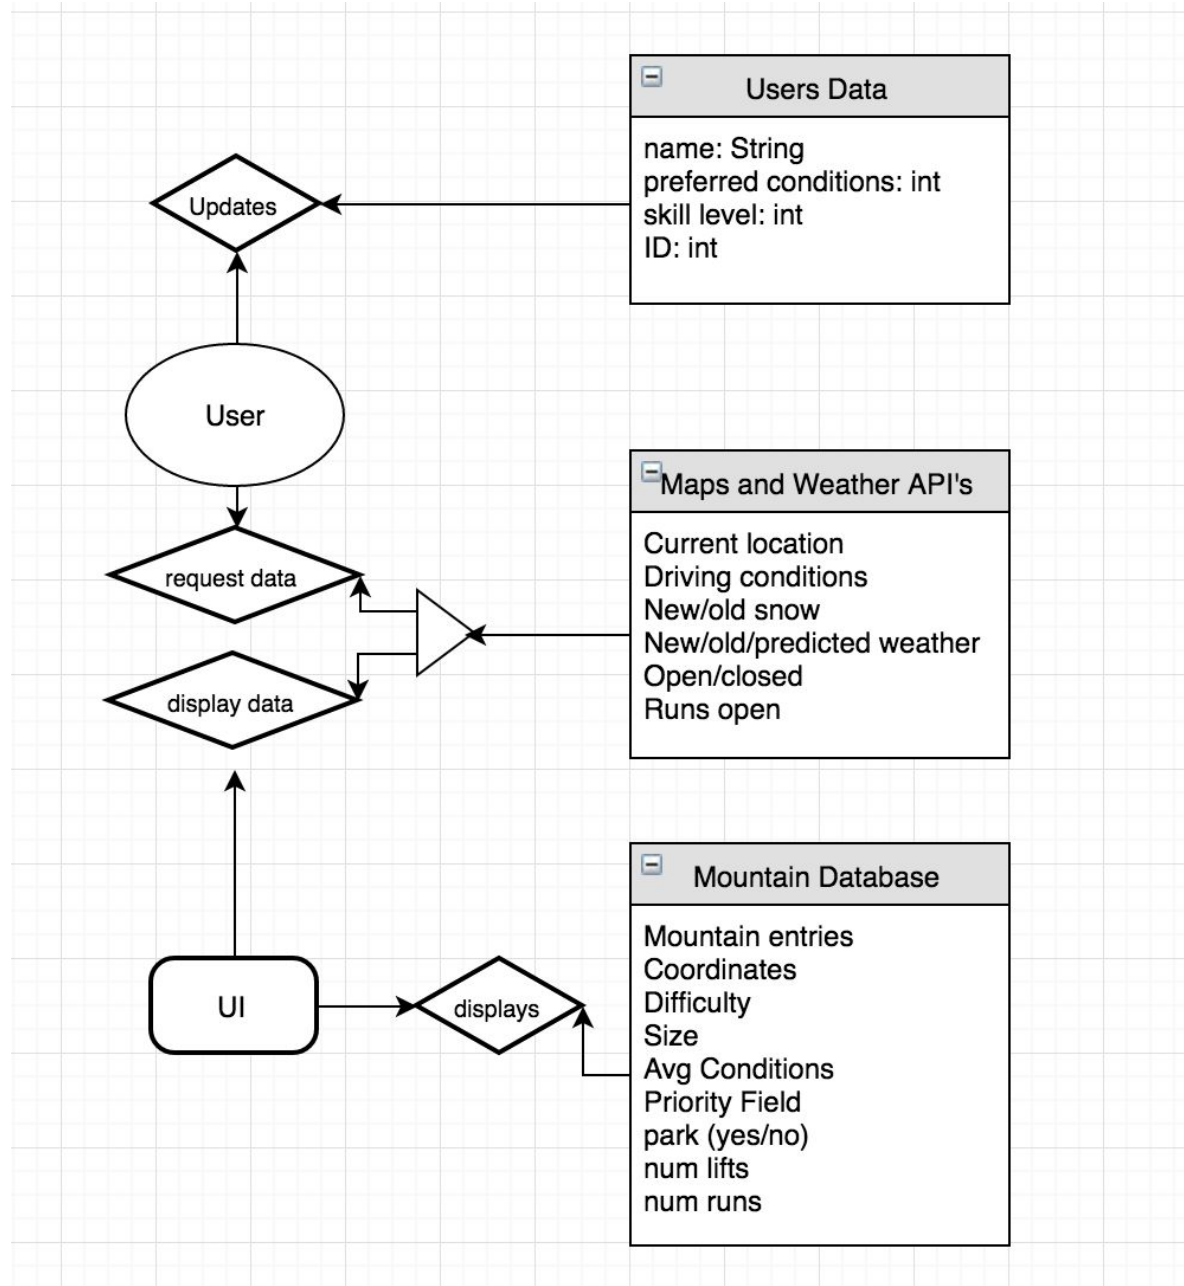 Users Data
name: String
preferred conditions: int
skill level: int
ID: int
Updates
User
Maps and Weather API's
Current location
Driving conditions
New/old snow
New/old/predicted weather
Open/closed
Runs open
request data
display data
Mountain Database
Mountain entries
Coordinates
Difficulty
Size
Avg Conditions
Priority Field
park (yes/no)
num lifts
num runs
UI
displays